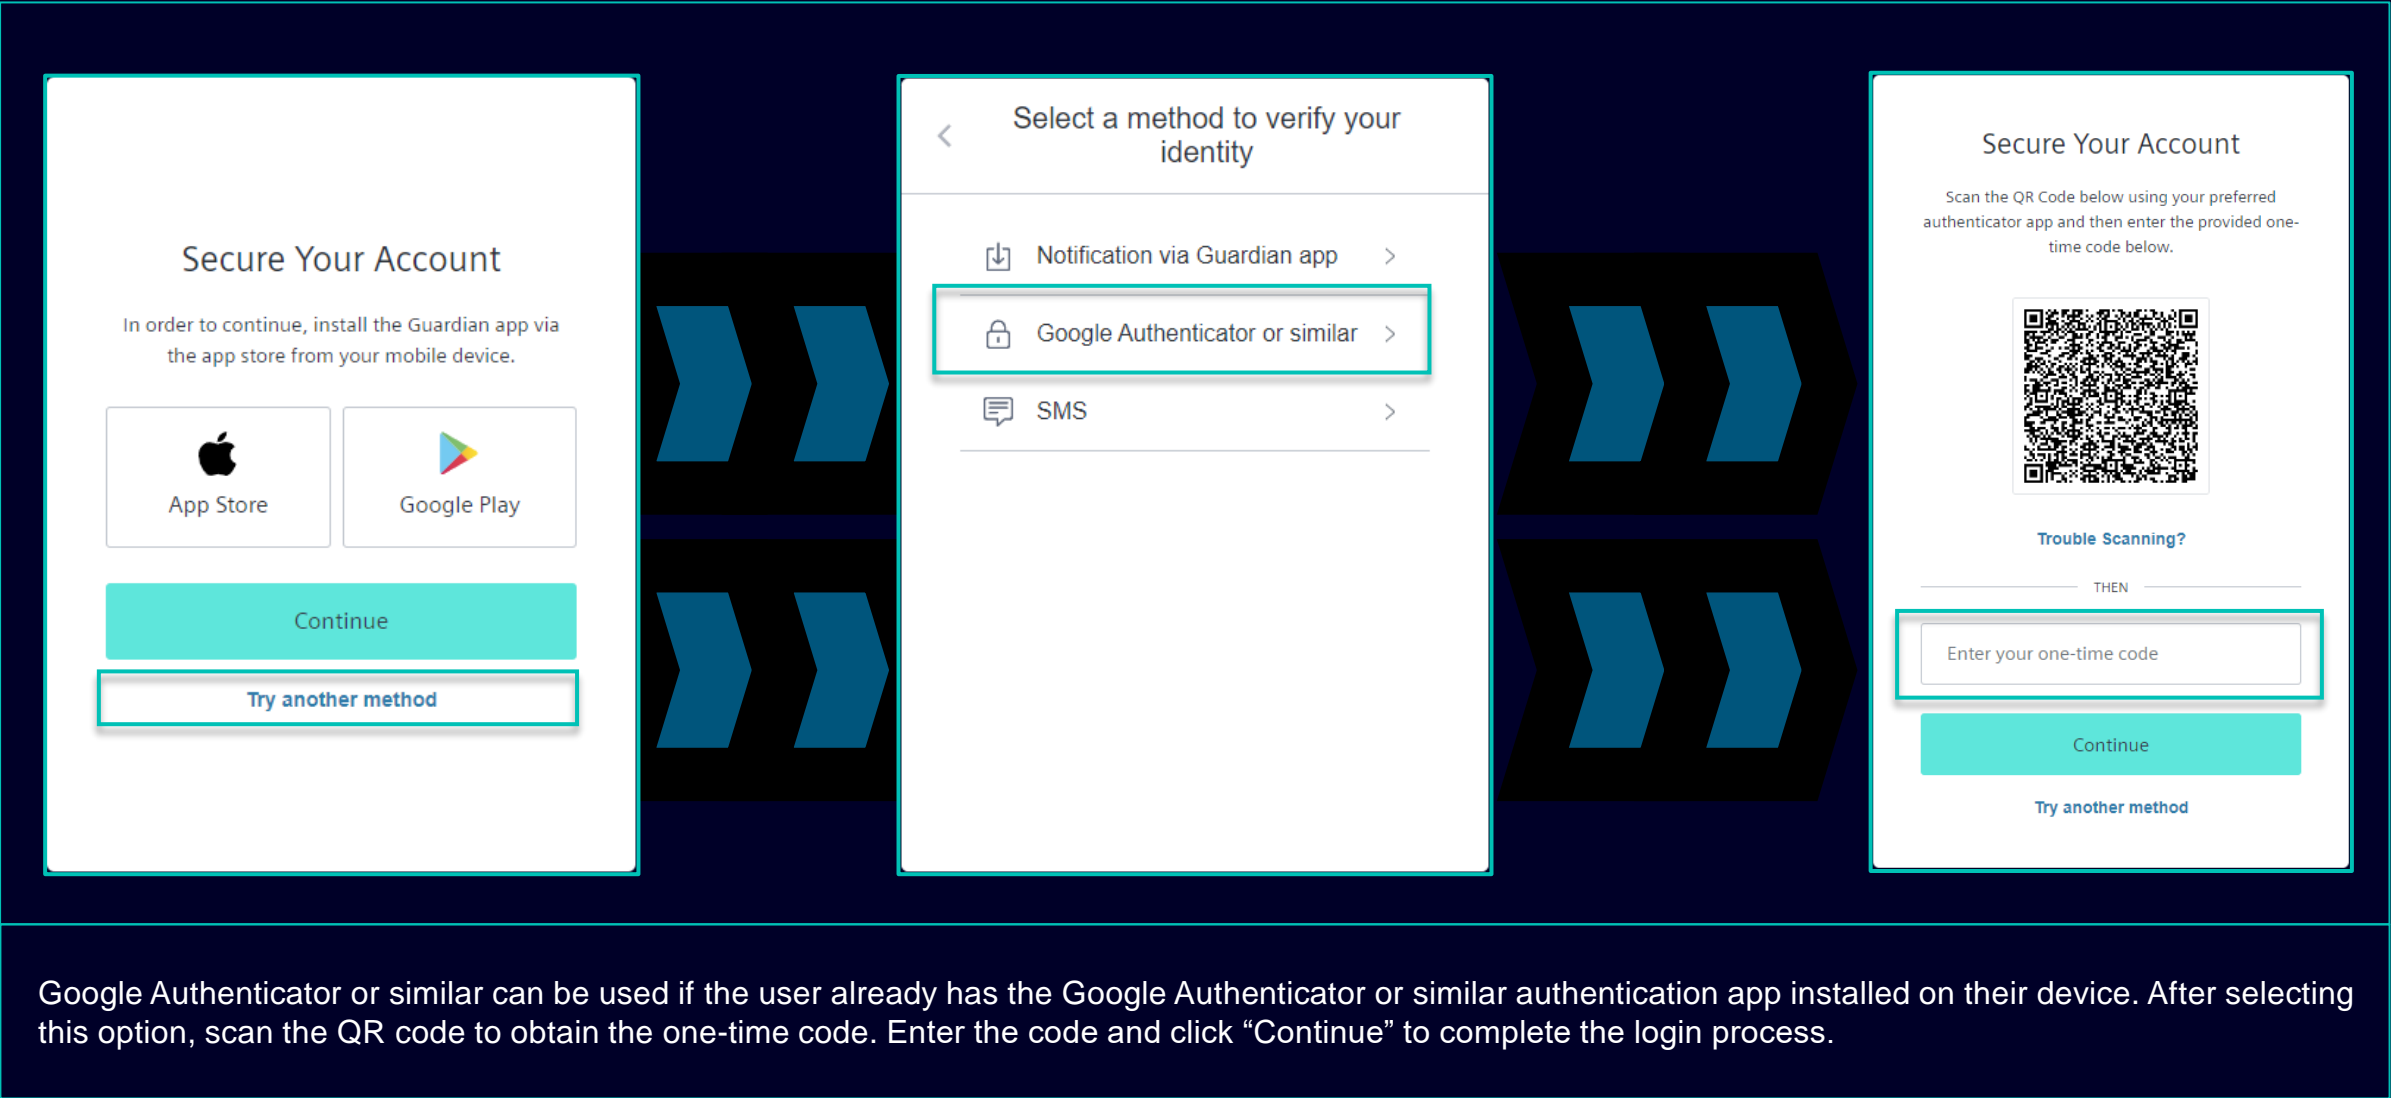 Secure Your Account
In order to continue, install the Guardian app via
the app store from your mobile device.
App Store
Google Play
Continue
Try another method
Select a method to verify your
identity
Notification via Guardian app
Google Authenticator or similar
SMS
Secure Your Account
Scan the QR Code below using your preferred
authenticator app and then enter the provided one-
time code below.
Trouble Scanning?
THEN
Enter your one-time code
Continue
Try another method
Google Authenticator or similar can be used if the user already has the Google Authenticator or similar authentication app installed on their device. After selecting
this option, scan the QR code to obtain the one-time code. Enter the code and click “Continue” to complete the login process.